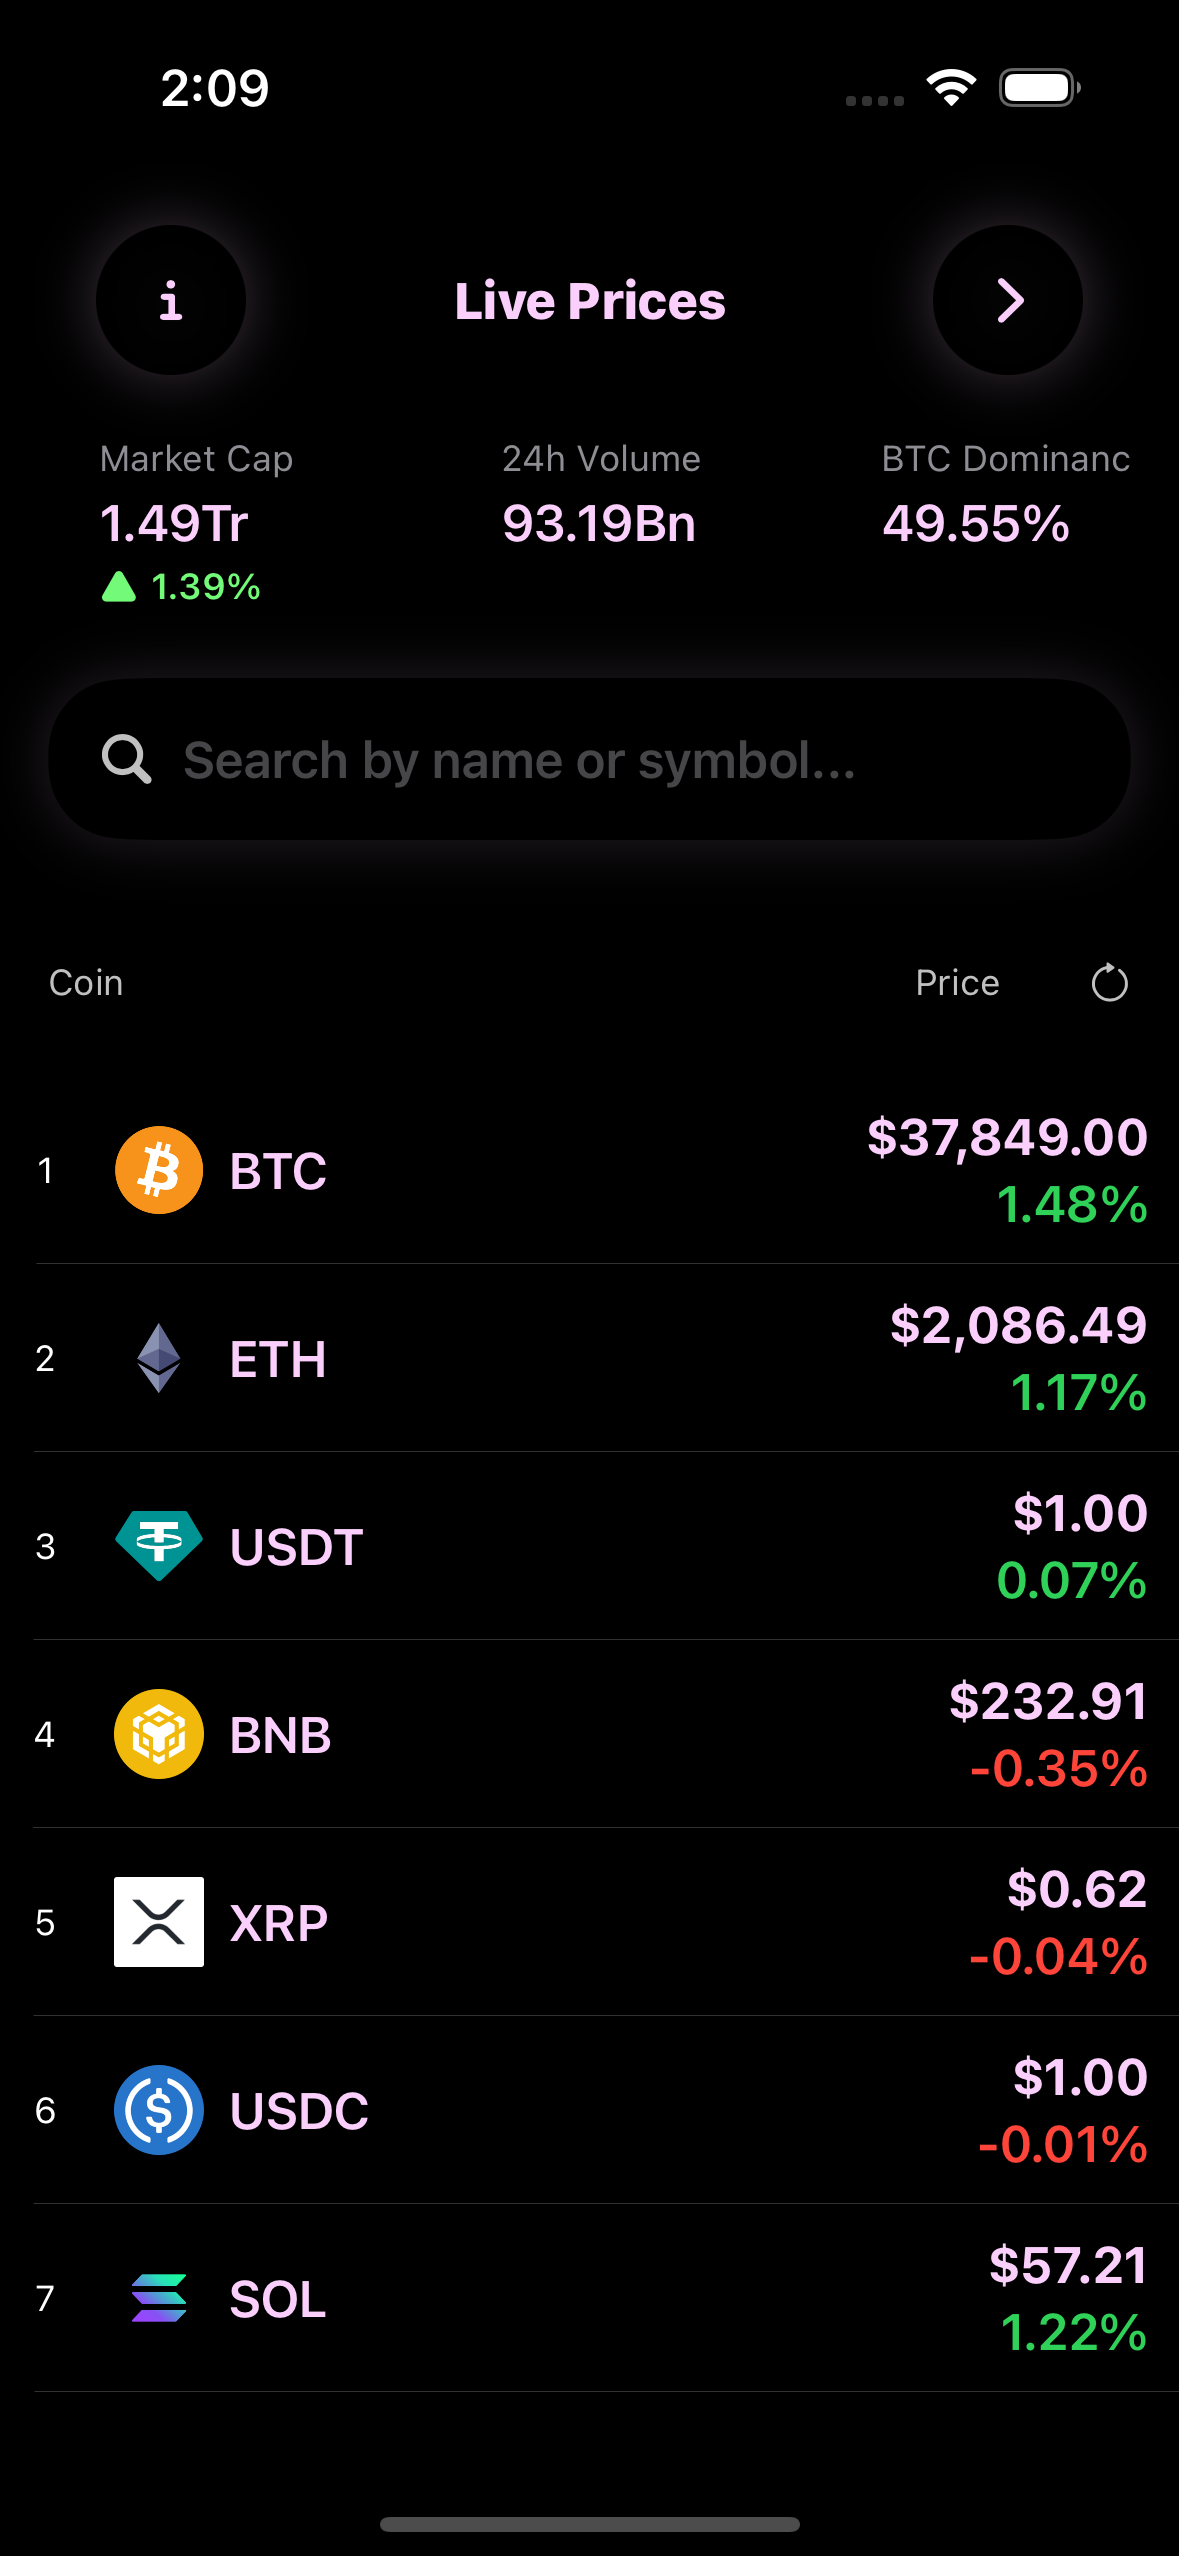 2:09
i
Live Prices
Market Cap
24h Volume
BTC Dominanc
1.49Tr
93.19Bn
49.55%
1.39%
Search by name or symbol...
Coin
Price
1
BTC
$37,849.00
1.48%
2
ETH
$2,086.49
1.17%
3
USDT
$1.00
0.07%
4
BNB
$232.91
-0.35%
5
XRP
$0.62
-0.04%
6
USDC
$1.00
-0.01%
7
SOL
$57.21
1.22%